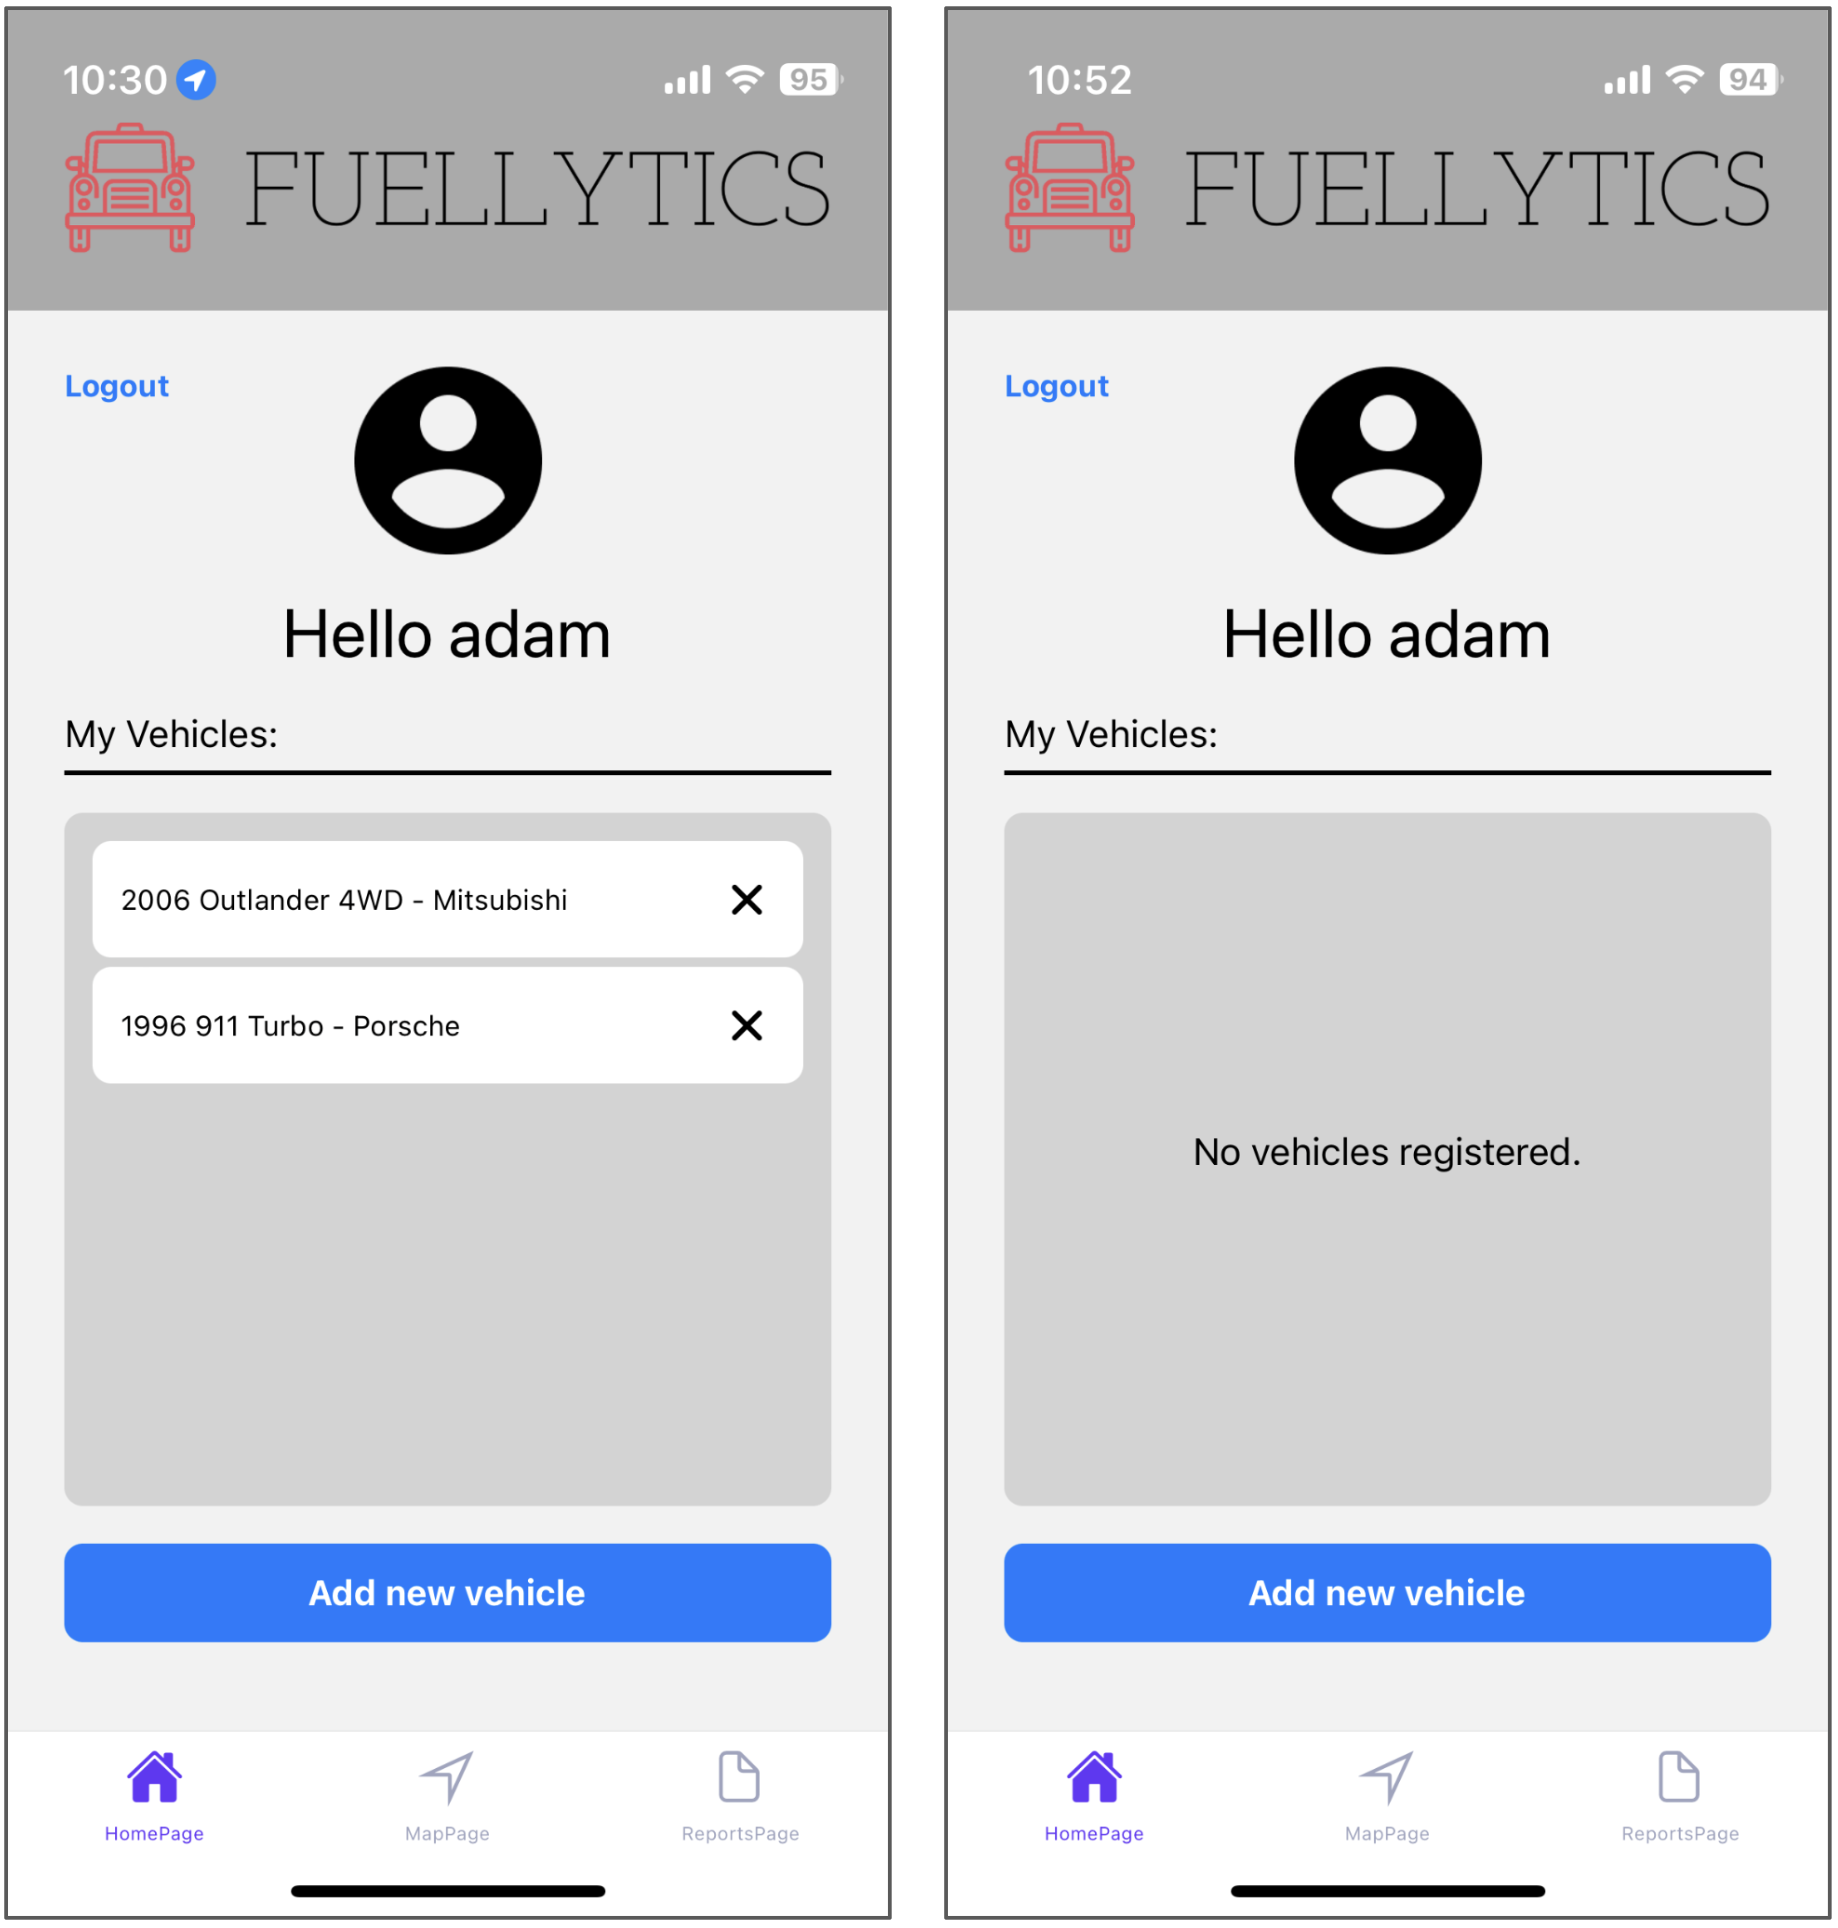 10:30
95
FUELLYTICS
Logout
Hello adam
My Vehicles:
2006 Outlander 4WD - Mitsubishi
1996 911 Turbo - Porsche
Add new vehicle
HomePage
MapPage
ReportsPage
10:52
94
FUELLYTICS
Logout
Hello adam
My Vehicles:
No vehicles registered.
Add new vehicle
HomePage
MapPage
ReportsPage